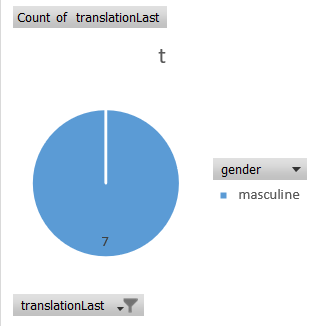 Count of translationLast
t
gender
masculine
7
translationLast